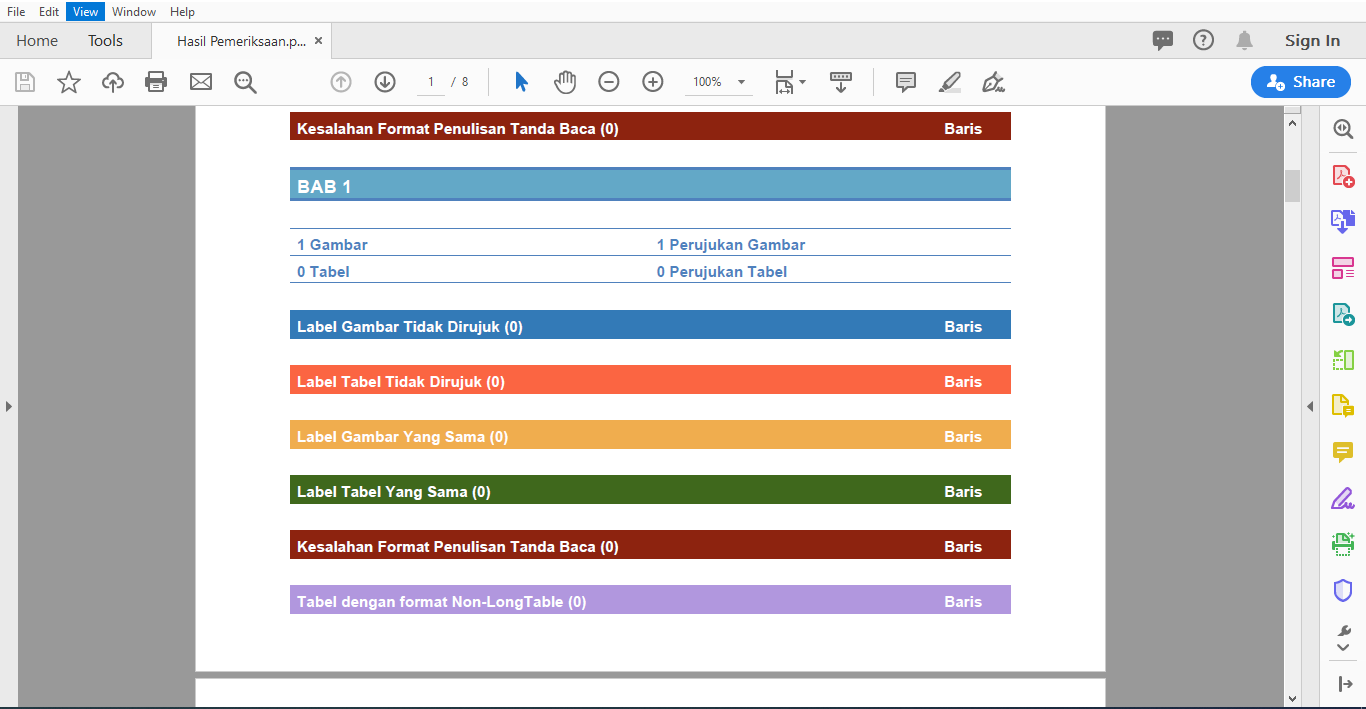 File Edit View Window Help
Home Tools Hasil Pemeriksaan.p... × Sign In
1 / 8 100% Share
Kesalahan Format Penulisan Tanda Baca (0) Baris
BAB 1
1 Gambar 1 Perujukan Gambar
0 Tabel 0 Perujukan Tabel
Label Gambar Tidak Dirujuk (0) Baris
Label Tabel Tidak Dirujuk (0) Baris
Label Gambar Yang Sama (0) Baris
Label Tabel Yang Sama (0) Baris
Kesalahan Format Penulisan Tanda Baca (0) Baris
Tabel dengan format Non-LongTable (0) Baris